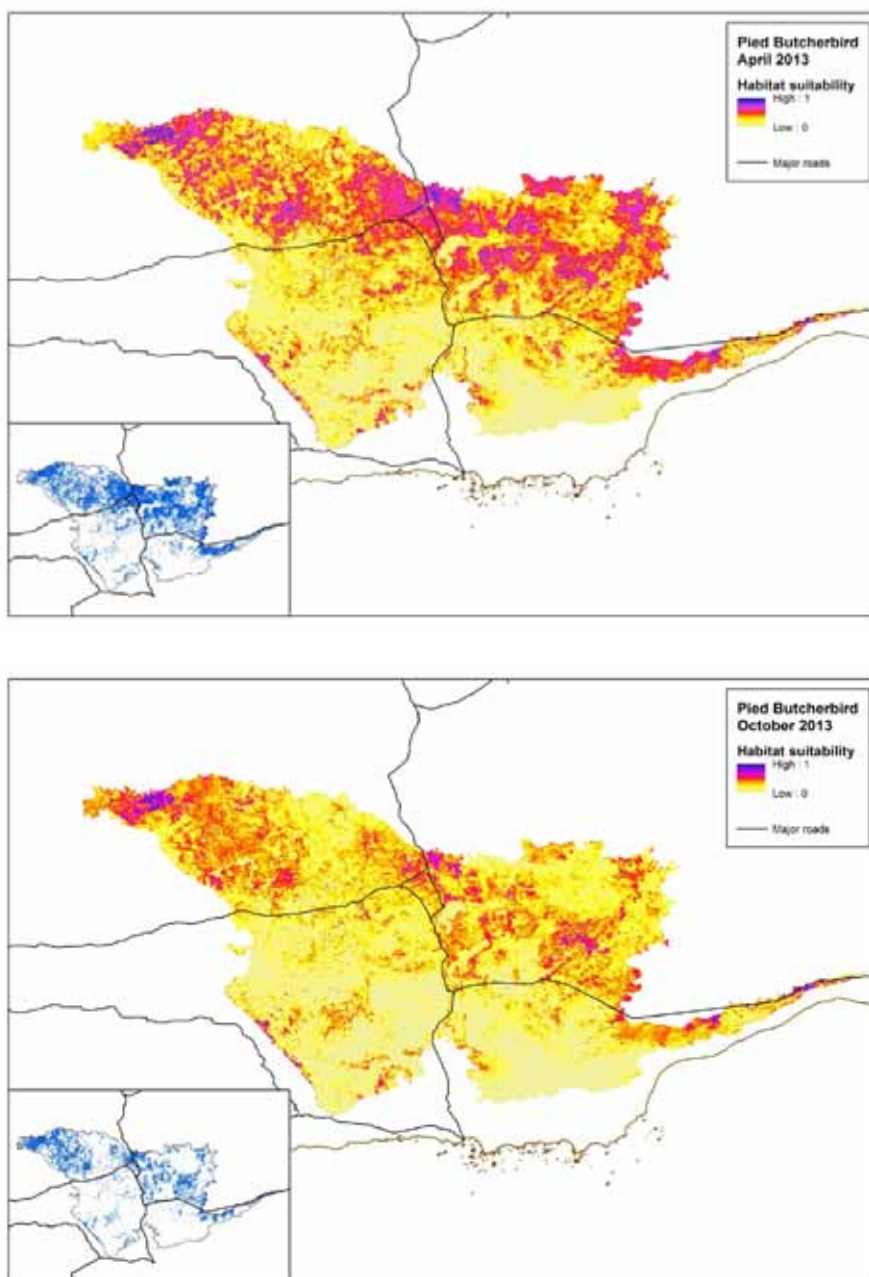 Pied Butcherbird
April 2013
Habitat suitability
High : 1
Low : 0
Major roads
Pied Butcherbird
October 2013
Habitat suitability
High : 1
Low : 0
Major roads